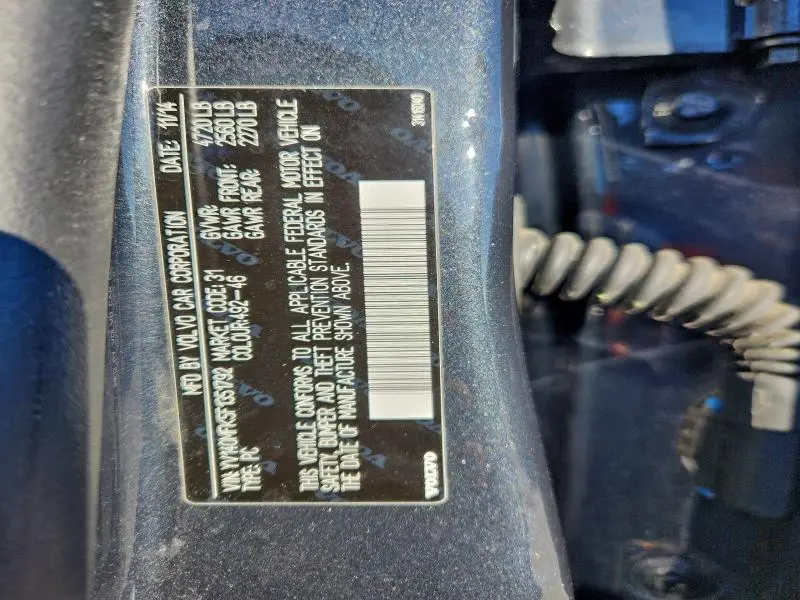 MFD BY VOLVO CAR CORPORATION DATE: 11/14
GVWR: 4720 LB
MARKET CODE: 31 GAWR FRONT: 2560 LB
TYPE: PC COLOUR: 492-46 GAWR REAR: 2270 LB
THIS VEHICLE CONFORMS TO ALL APPLICABLE FEDERAL MOTOR VEHICLE
SAFETY, BUMPER AND THEFT PREVENTION STANDARDS IN EFFECT ON
THE DATE OF MANUFACTURE SHOWN ABOVE.
VOLVO